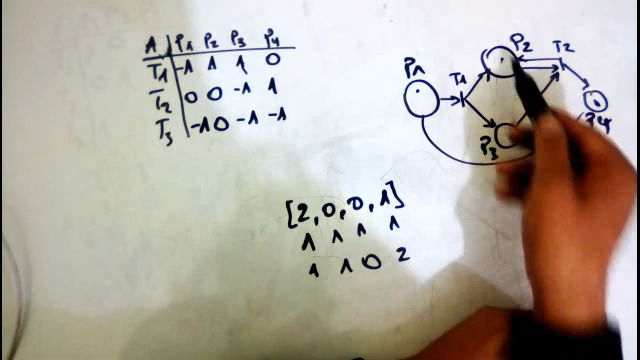 A P1 P2 P3 P4
T1 -1 1 1 0
T2 0 0 -1 1
T3 -1 0 -1 -1
P1
T1
P2
T2
P3
P4
[2, 0, 0, 1]
1 1 1 1
1 1 0 2